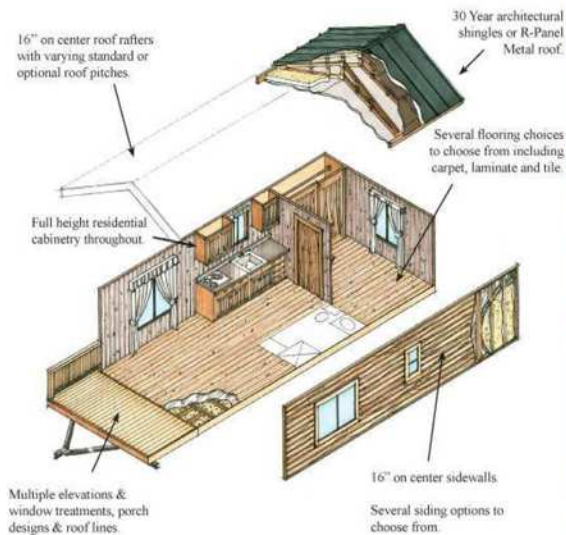 16” on center roof rafters
with varying standard or
optional roof pitches.
30 Year architectural
shingles or R-Panel
Metal roof.
Several flooring choices
to choose from including
carpet, laminate and tile.
Full height residential
cabinetry throughout.
Multiple elevations &
window treatments, porch
designs & roof lines.
16” on center sidewalls.
Several siding options to
choose from.